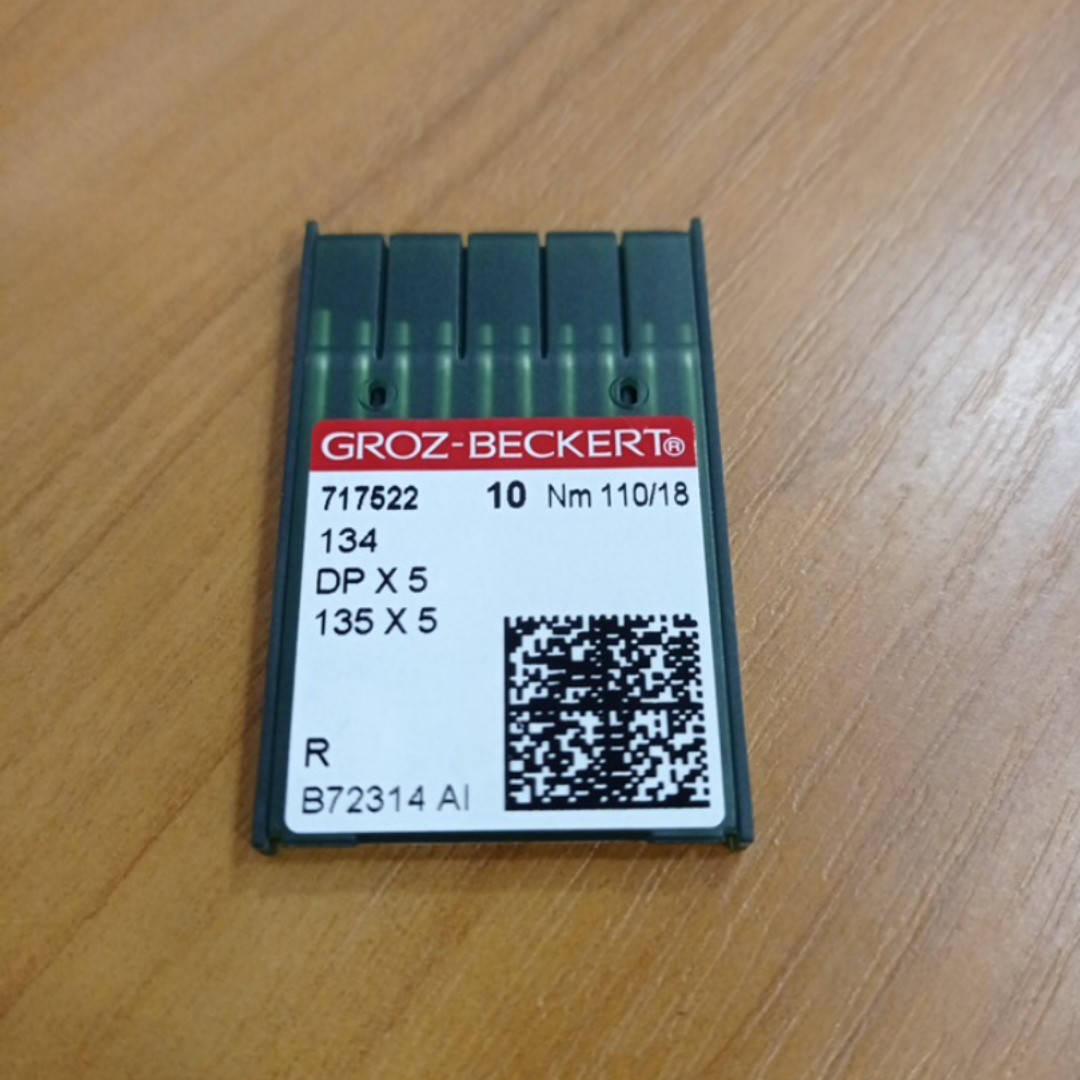 GROZ-BECKERT®
717522 10 Nm 110/18
134
DP X 5
135 X 5
R
B72314 AI